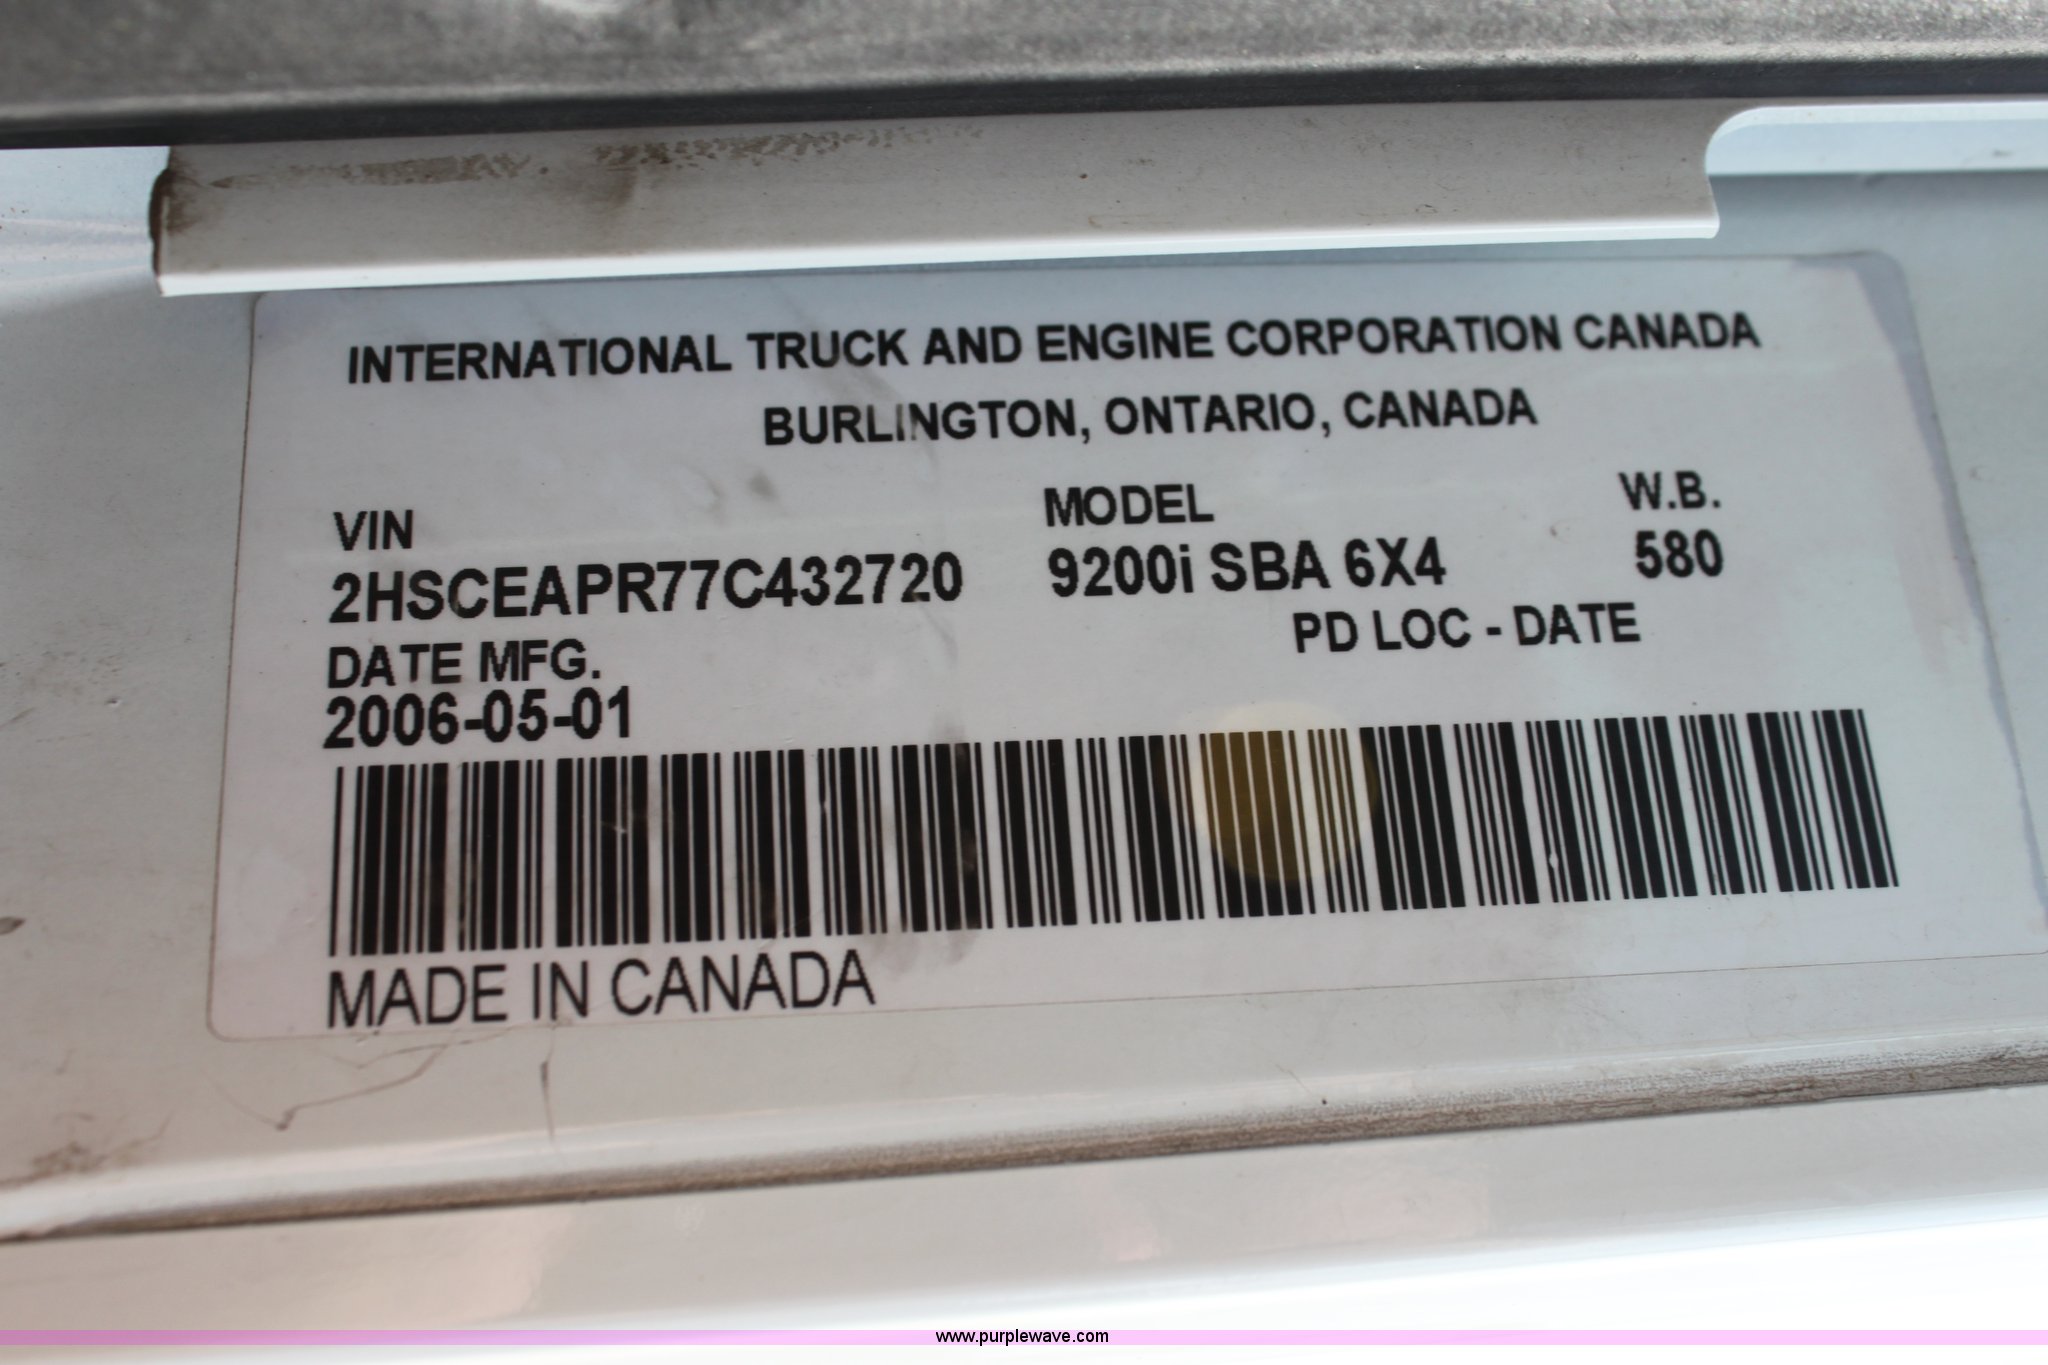 INTERNATIONAL TRUCK AND ENGINE CORPORATION CANADA
BURLINGTON, ONTARIO, CANADA
VIN MODEL W.B.
2HSCEAPR77C432720 9200i SBA 6X4 580
DATE MFG. PD LOC - DATE
2006-05-01
MADE IN CANADA
www.purplewave.com